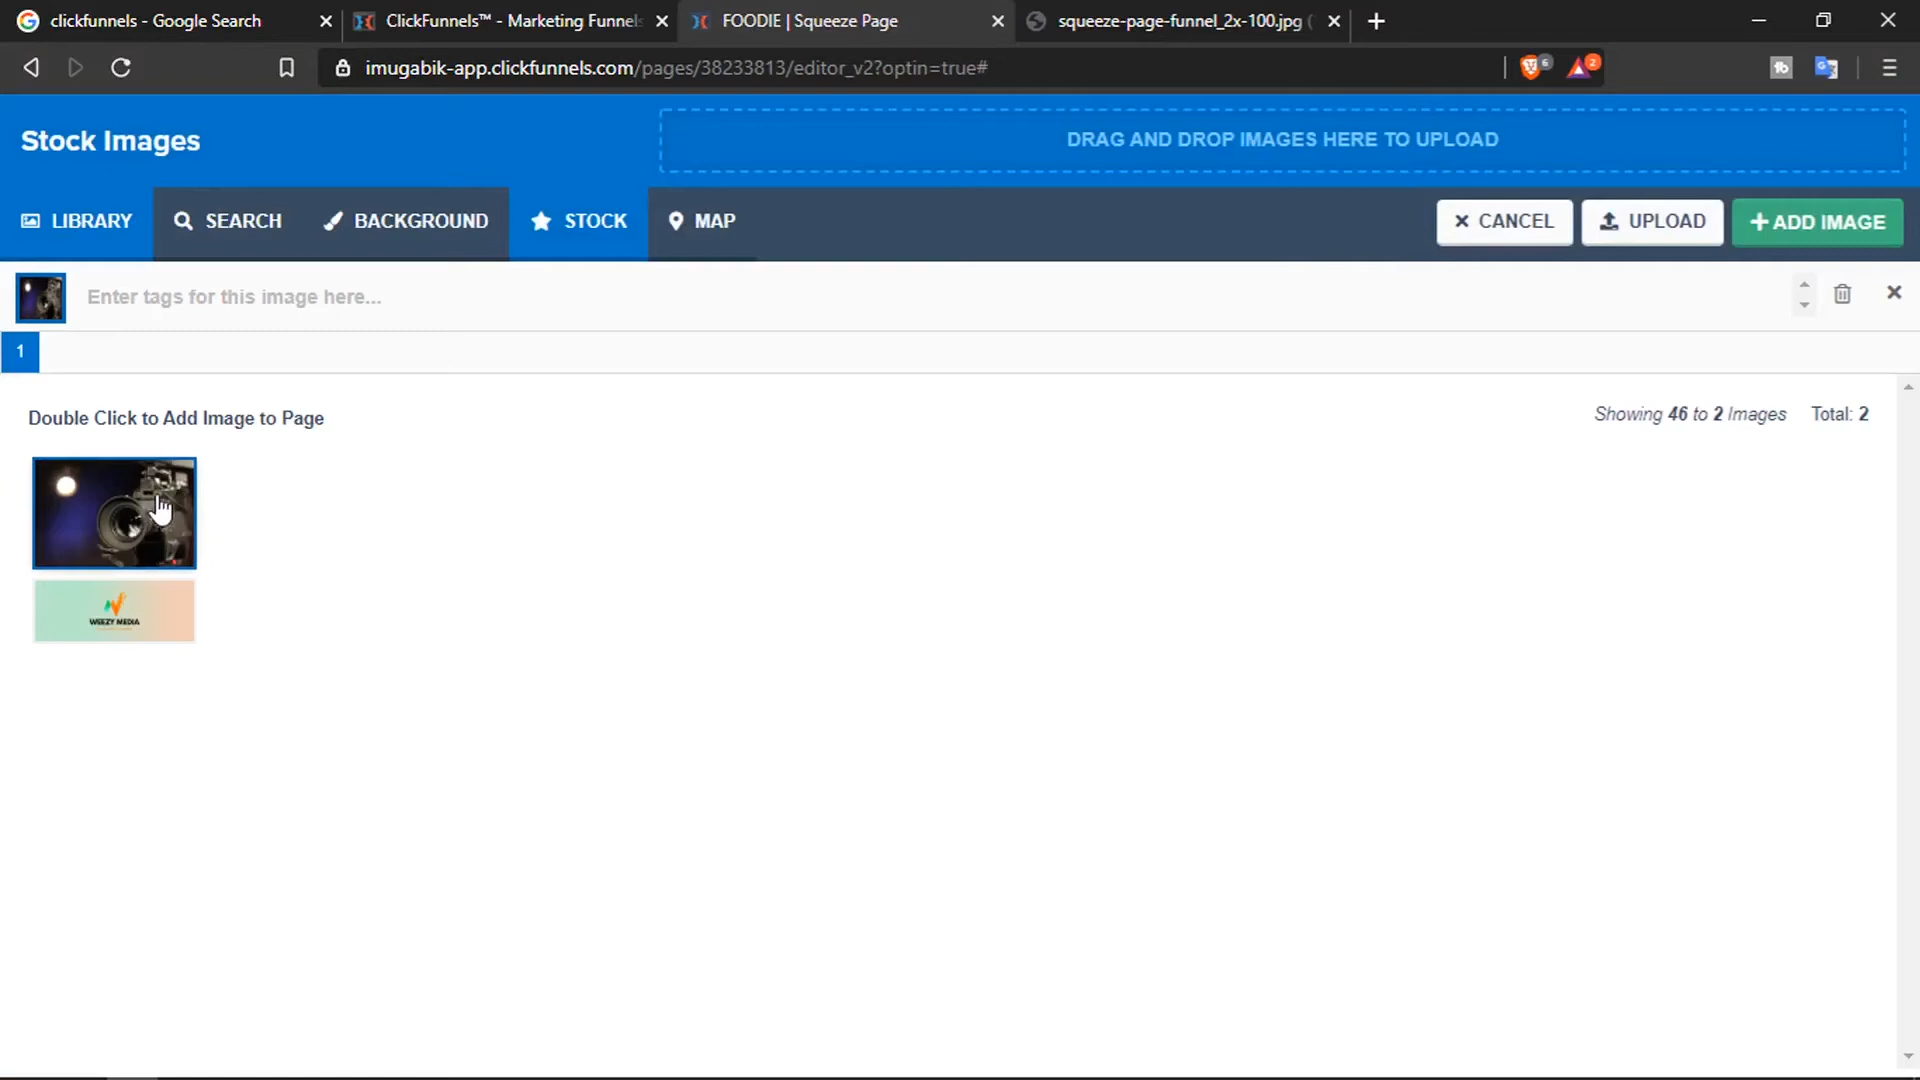 clickfunnels - Google Search
ClickFunnels™ - Marketing Funnels
FOODIE | Squeeze Page
squeeze-page-funnel_2x-100.jpg (
imugabik-app.clickfunnels.com/pages/38233813/editor_v2?optin=true#
6
2
Stock Images
DRAG AND DROP IMAGES HERE TO UPLOAD
LIBRARY
SEARCH
BACKGROUND
STOCK
MAP
CANCEL
UPLOAD
ADD IMAGE
Enter tags for this image here...
1
Double Click to Add Image to Page
Showing 46 to 2 Images Total: 2
WEEZY MEDIA